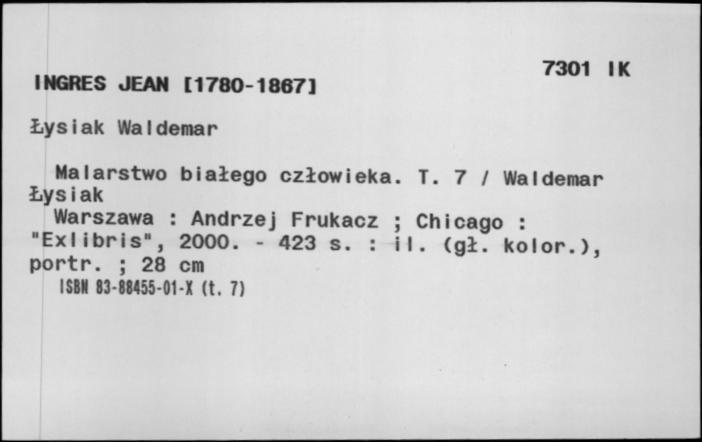 7301 IK
INGRES JEAN [1780-1867]
Łysiak Waldemar
Malarstwo białego człowieka. T. 7 / Waldemar
Łysiak
Warszawa : Andrzej Frukacz ; Chicago :
"Exlibris", 2000. - 423 s. : il. (gł. kolor.),
portr. ; 28 cm
ISBN 83-88455-01-X (t. 7)